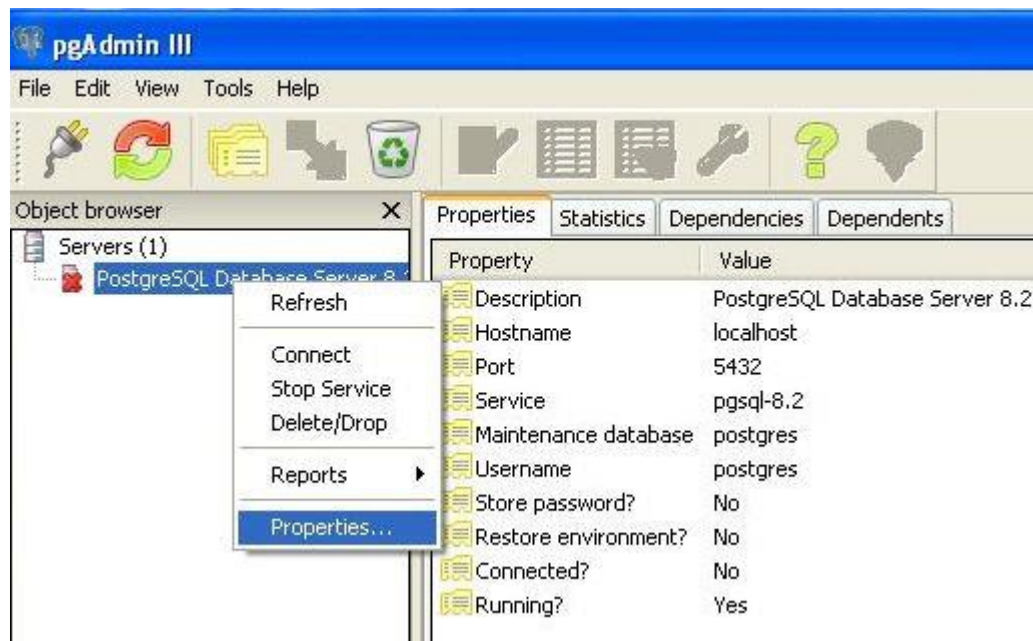 pgAdmin III
File Edit View Tools Help
Object browser X
Servers (1)
PostgreSQL Database Server 8.
Refresh
Connect
Stop Service
Delete/Drop
Reports
Properties...
Properties Statistics Dependencies Dependents
Property Value
Description PostgreSQL Database Server 8.2
Hostname localhost
Port 5432
Service pgsql-8.2
Maintenance database postgres
Username postgres
Store password? No
Restore environment? No
Connected? No
Running? Yes